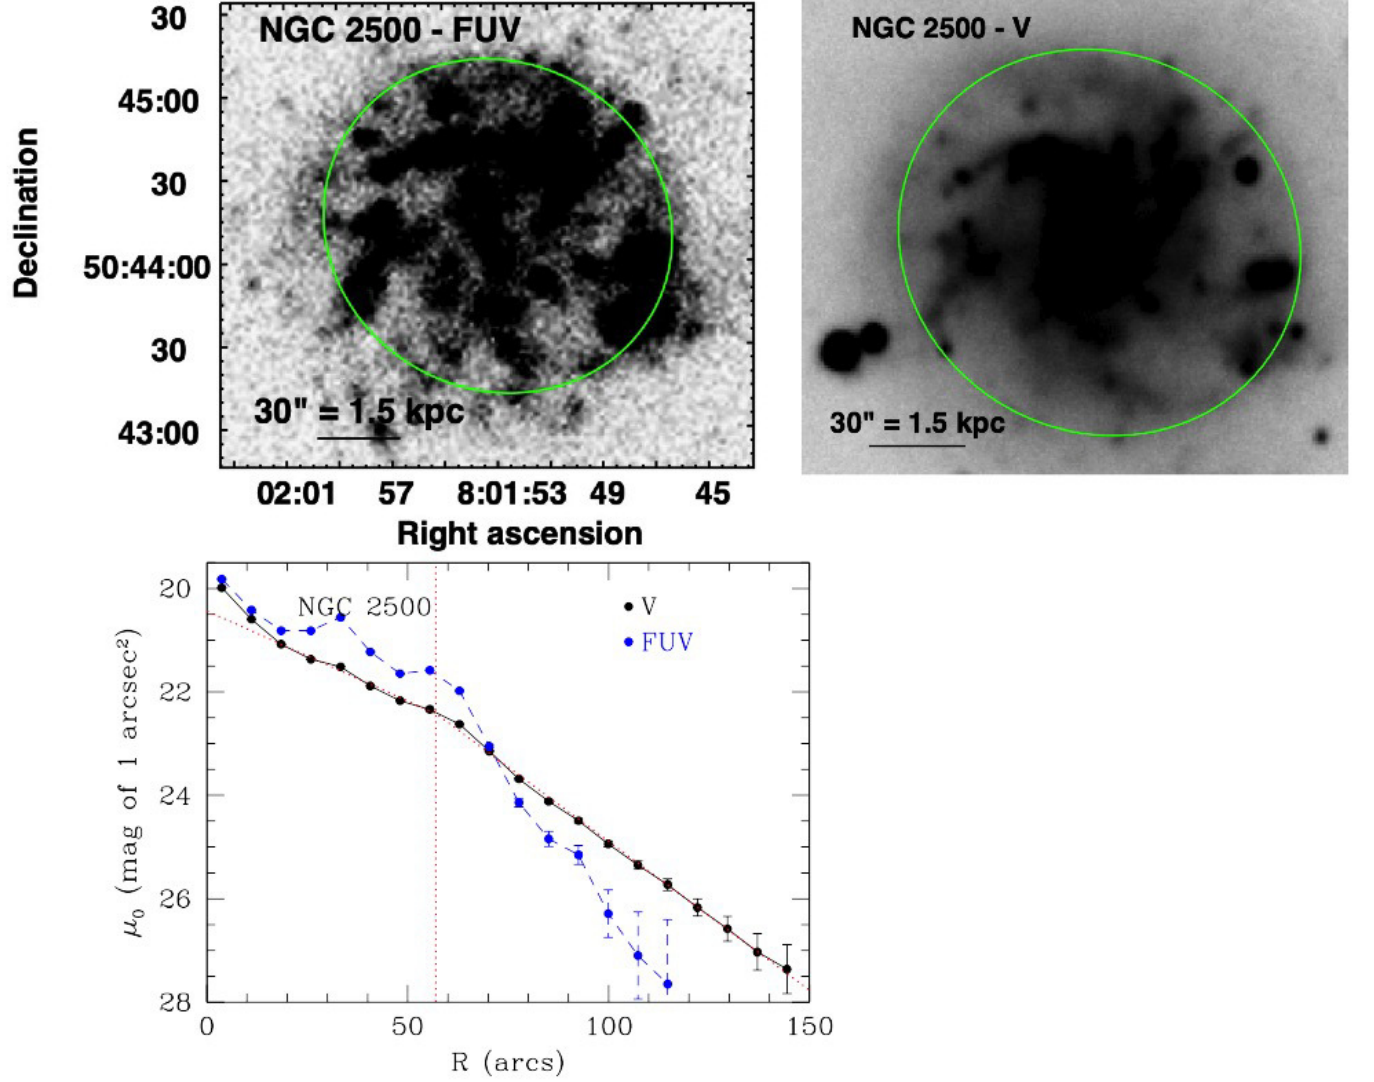 NGC 2500 - FUV
NGC 2500 - V
Declination
30
45:00
30
50:44:00
30
43:00
30" = 1.5 kpc
30" = 1.5 kpc
02:01 57 8:01:53 49 45
Right ascension
NGC 2500
V
FUV
μ0 (mag of 1 arcsec²)
20
22
24
26
28
0 50 100 150
R (arcs)